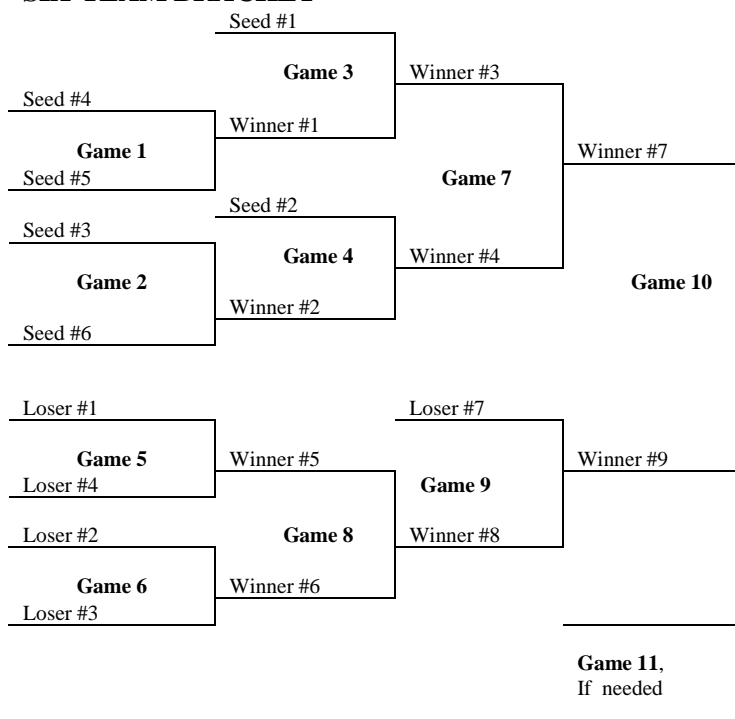 Seed #1
Game 3
Winner #3
Seed #4
Winner #1
Game 1
Winner #7
Seed #5
Game 7
Seed #2
Seed #3
Game 4
Winner #4
Game 2
Game 10
Winner #2
Seed #6
Loser #1
Loser #7
Game 5
Winner #5
Winner #9
Loser #4
Game 9
Loser #2
Game 8
Winner #8
Game 6
Winner #6
Loser #3
Game 11,
If needed